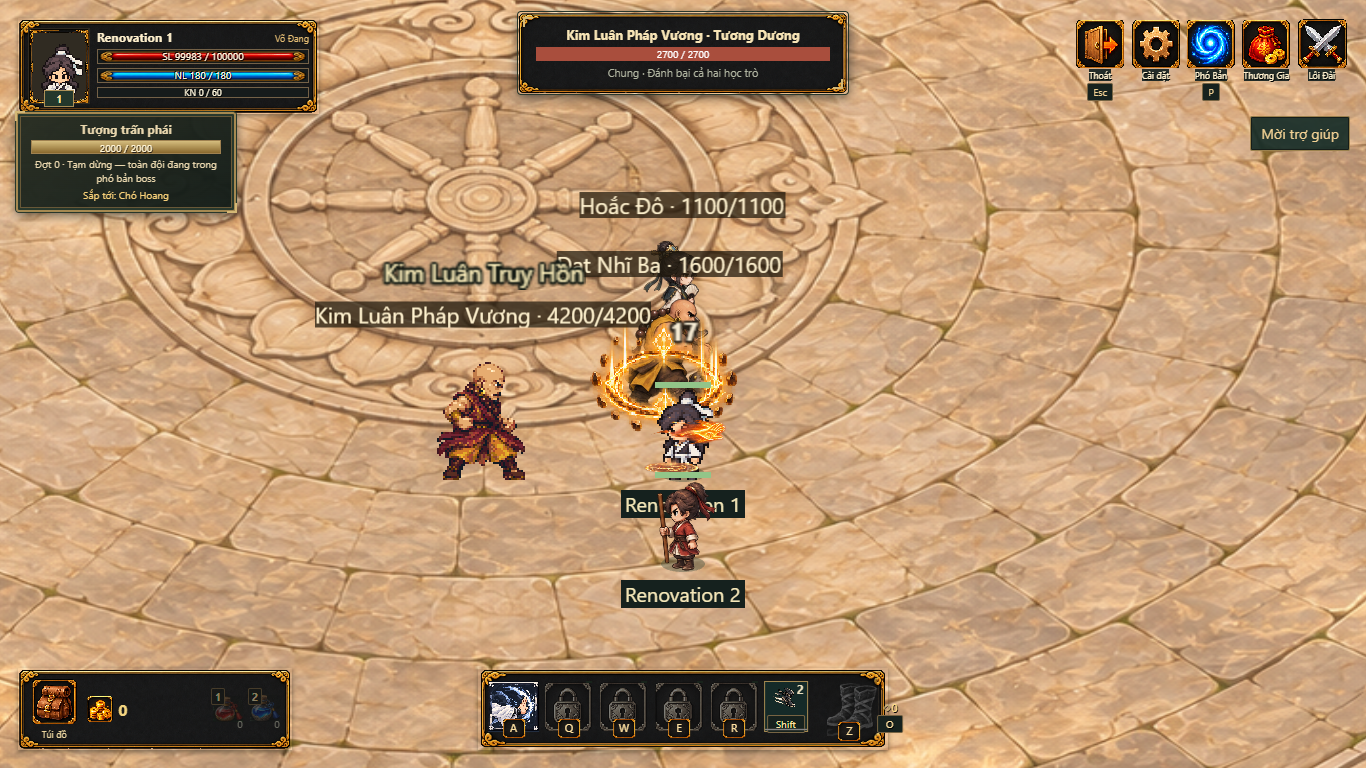 Renovation 1
Võ Đang
SL 99983 / 100000
NL 180 / 180
KN 0 / 60
1
Tượng trấn phái
2000 / 2000
Đợt 0 · Tạm dừng — toàn đội đang trong
phó bản boss
Sắp tới: Chó Hoang
Kim Luân Pháp Vương · Tương Dương
2700 / 2700
Chung · Đánh bại cả hai học trò
Thoát
Cài đặt
Phó Bản
Thương Gia
Lôi Đài
Esc
P
Mời trợ giúp
Hoắc Đô · 1100/1100
Đạt Nhĩ Ba · 1600/1600
Kim Luân Truy Hồn
Kim Luân Pháp Vương · 4200/4200
17
Renovation 1
Renovation 2
Túi đồ
0
1
0
2
0
A
Q
W
E
R
2
Shift
Z
O